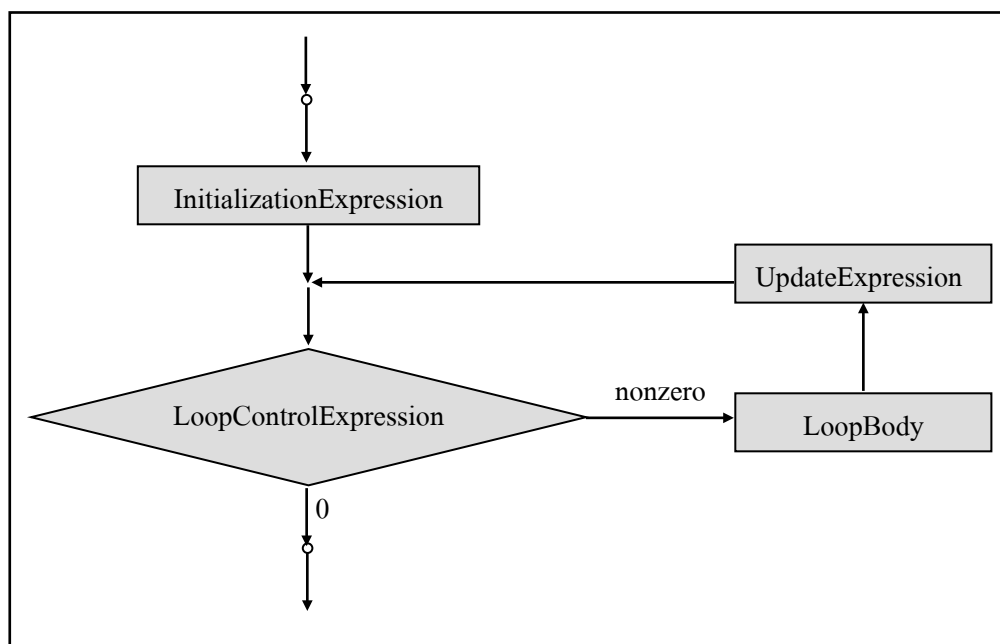 InitializationExpression
UpdateExpression
LoopControlExpression
nonzero
LoopBody
0